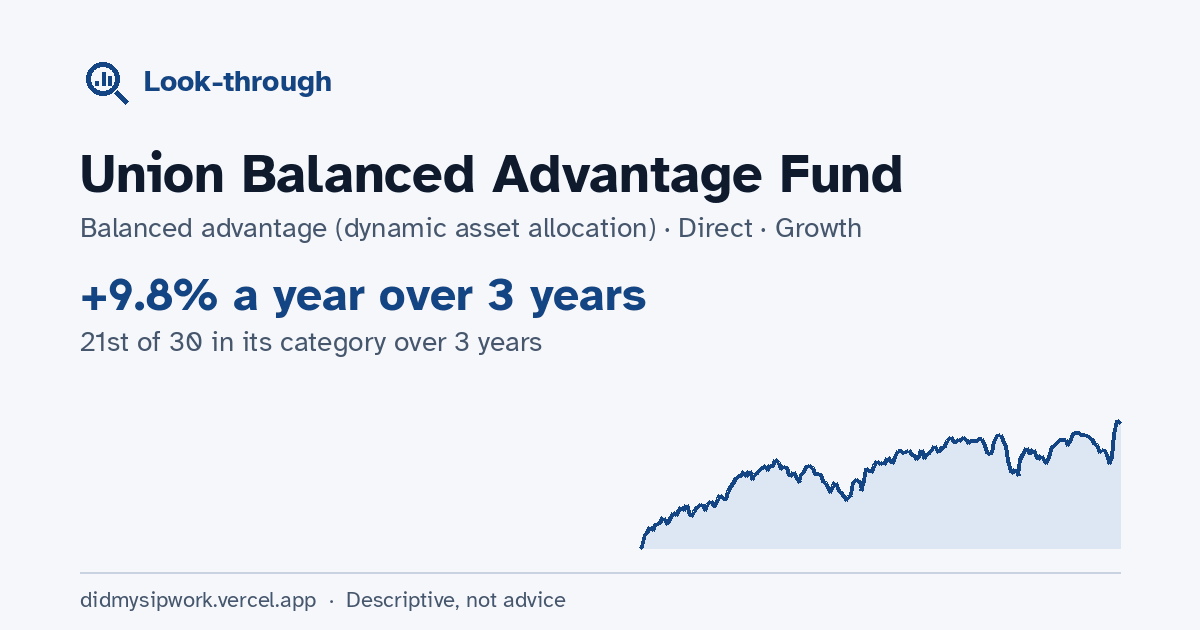 Look-through
Union Balanced Advantage Fund
Balanced advantage (dynamic asset allocation) · Direct · Growth
+9.8% a year over 3 years
21st of 30 in its category over 3 years
didmysipwork.vercel.app · Descriptive, not advice